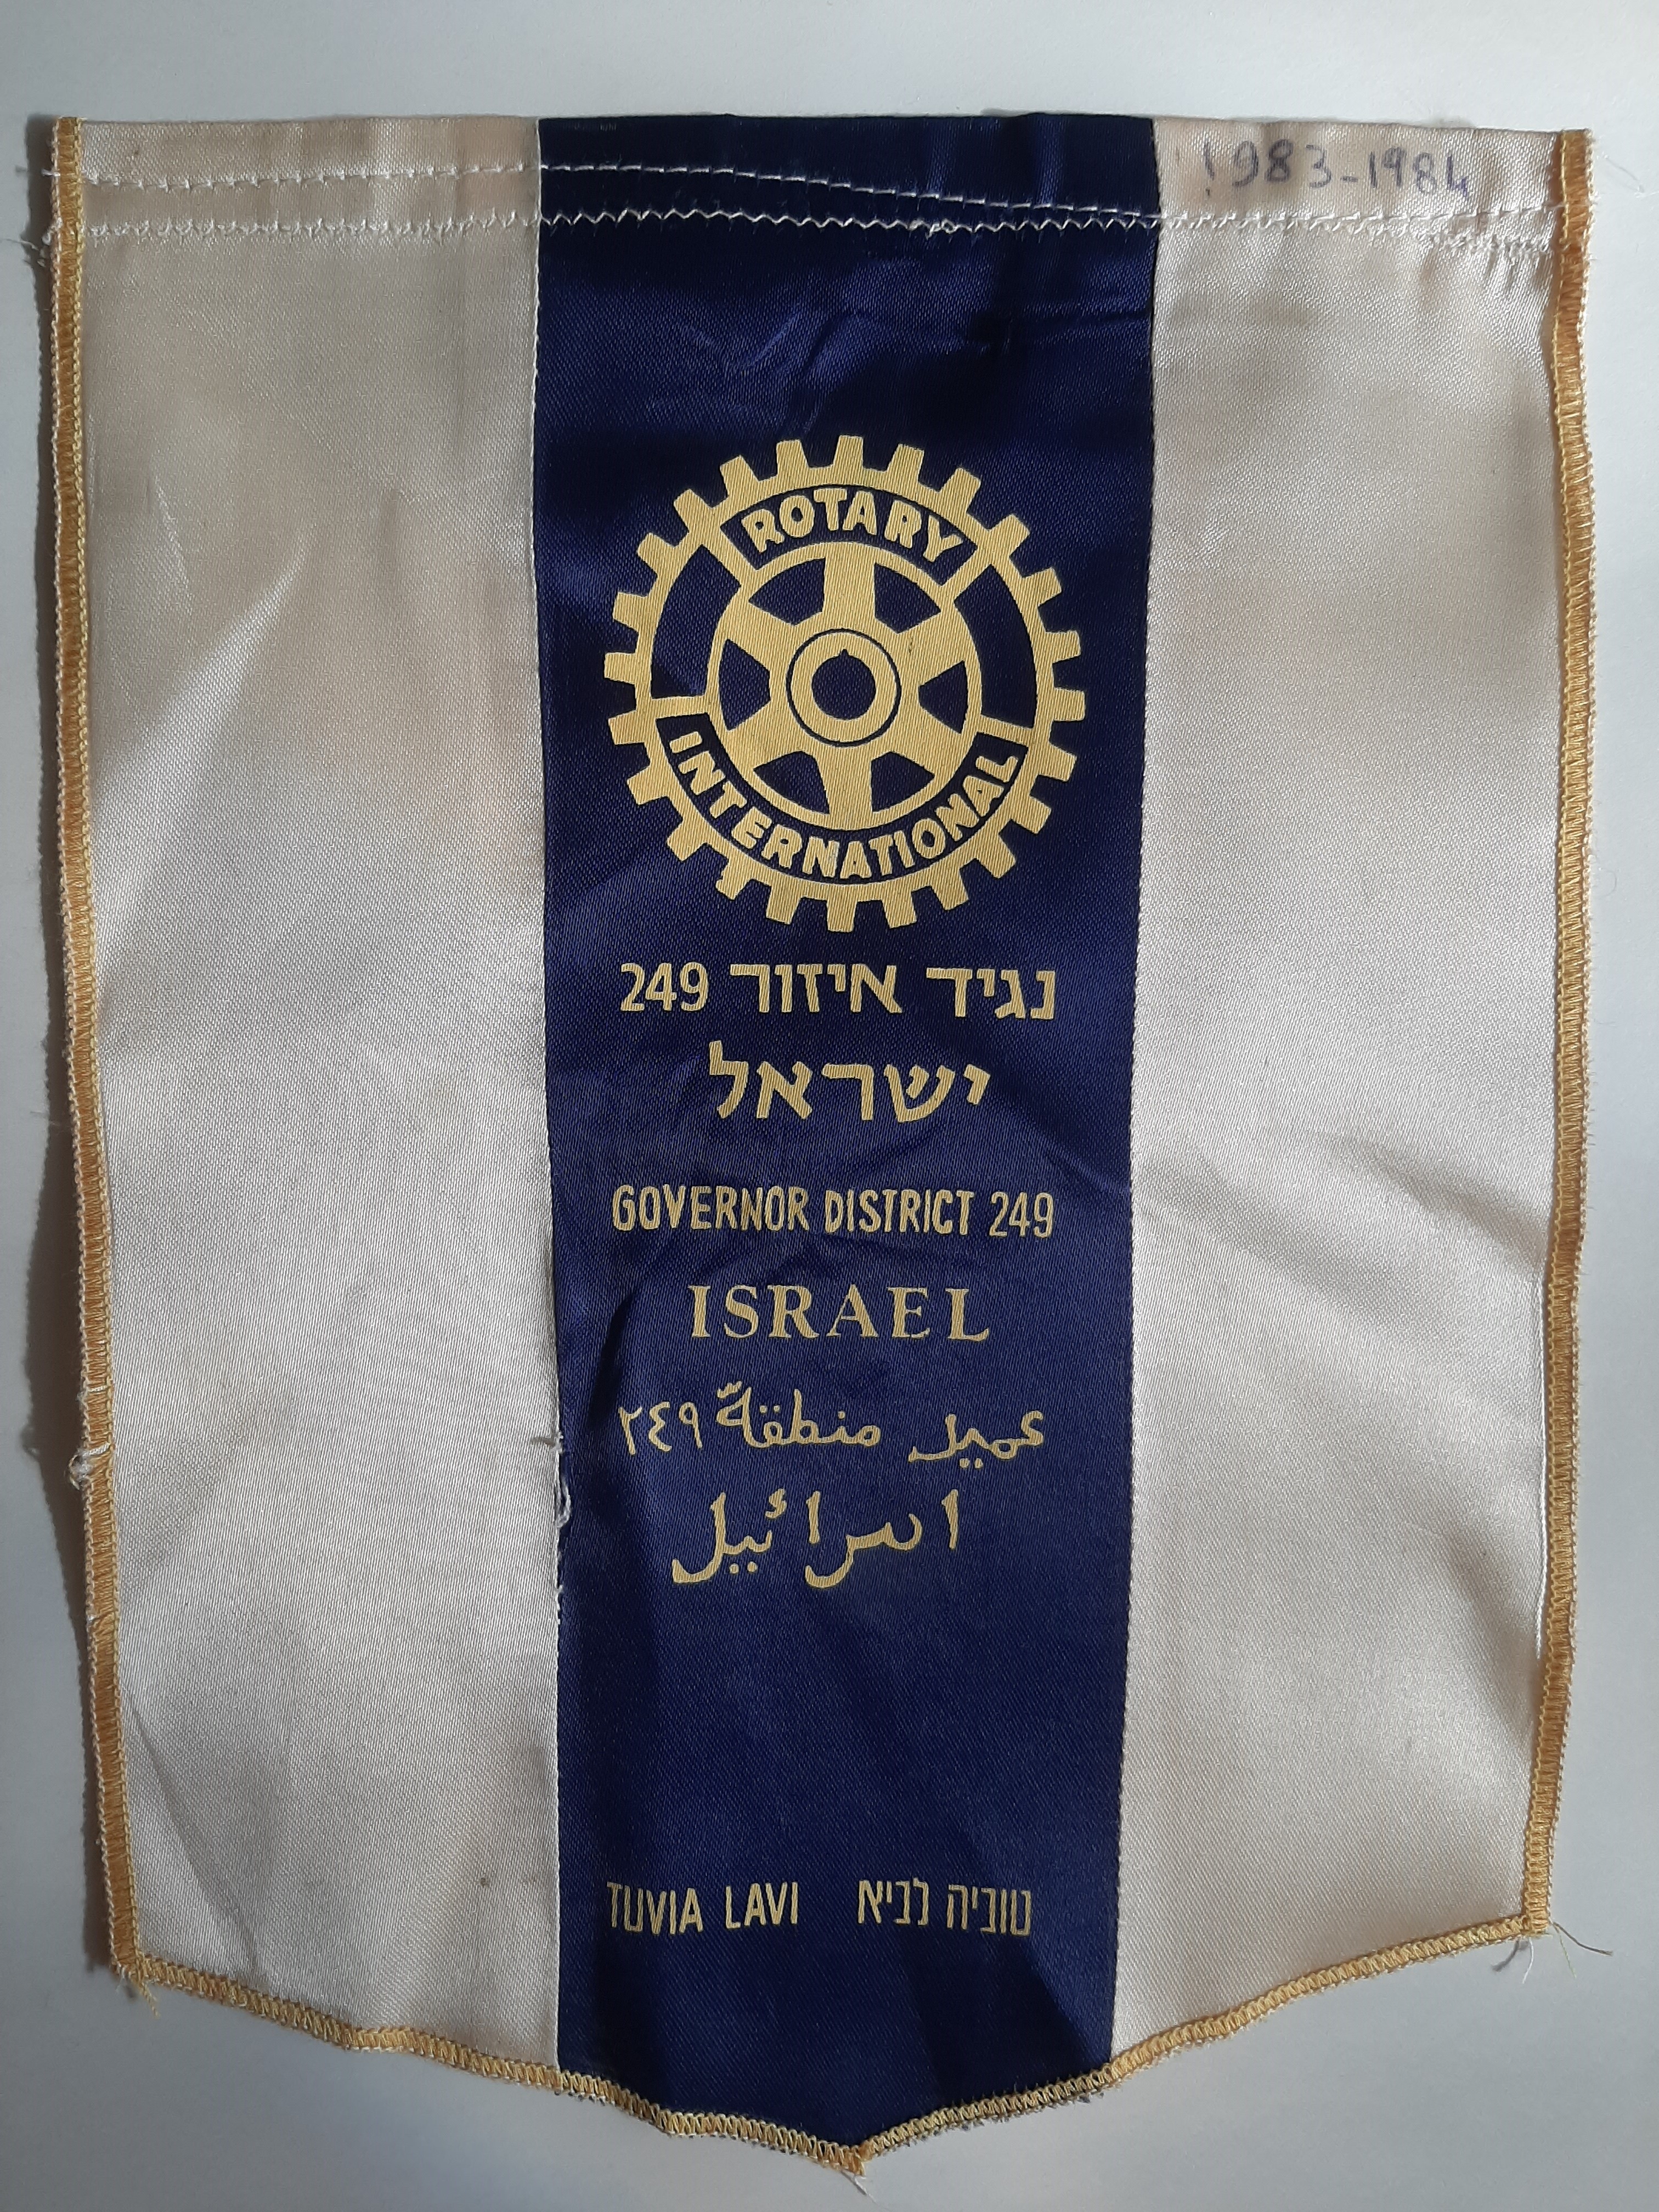 1983-1984
ROTARY
INTERNATIONAL
נגיד איזור 249
ישראל
GOVERNOR DISTRICT 249
ISRAEL
عميد منطقة ٢٤٩
اسرائيل
TUVIA LAVI טוביה לביא